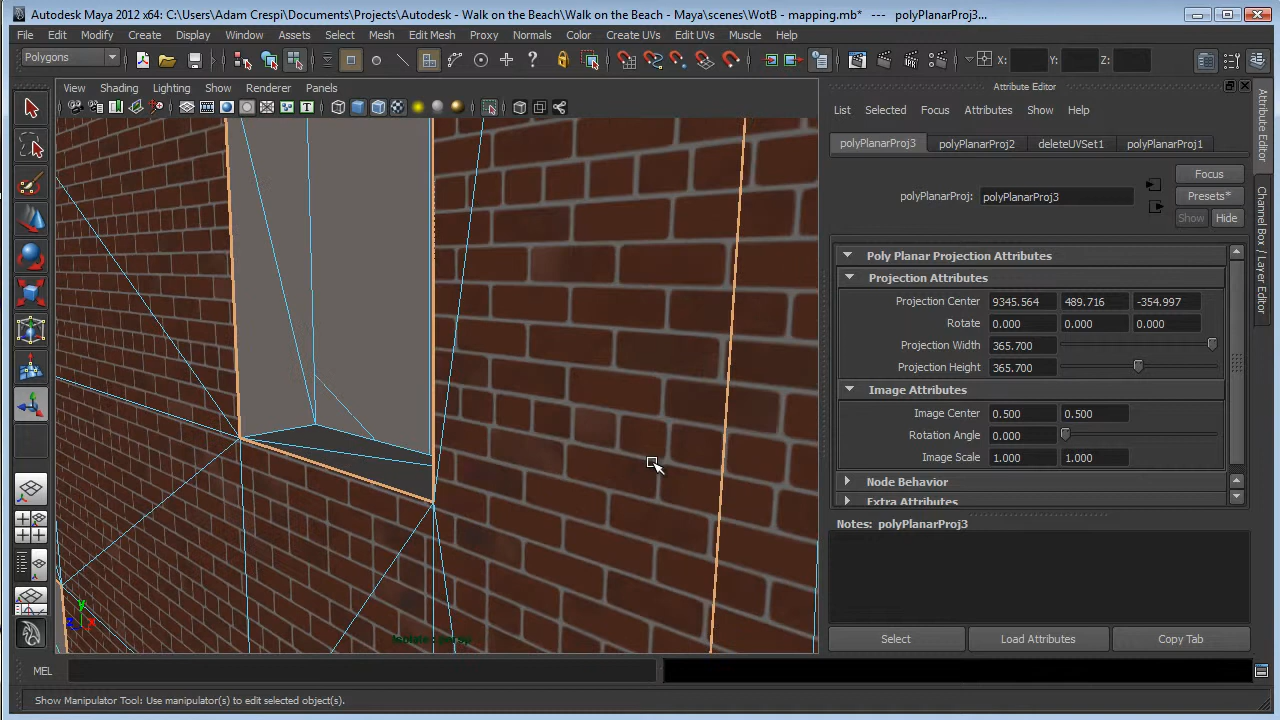 Autodesk Maya 2012 x64: C:\Users\Adam Crespi\Documents\Projects\Autodesk - Walk on the Beach\Walk on the Beach - Maya\scenes\WotB - mapping.mb* --- polyPlanarProj3...
File Edit Modify Create Display Window Assets Select Mesh Edit Mesh Proxy Normals Color Create UVs Edit UVs Muscle Help
Polygons X: Y: Z:
View Shading Lighting Show Renderer Panels
Attribute Editor
List Selected Focus Attributes Show Help
polyPlanarProj3 polyPlanarProj2 deleteUVSet1 polyPlanarProj1
Focus
polyPlanarProj: polyPlanarProj3 Presets*
Show Hide
Poly Planar Projection Attributes
Projection Attributes
Projection Center 9345.564 489.716 -354.997
Rotate 0.000 0.000 0.000
Projection Width 365.700
Projection Height 365.700
Image Attributes
Image Center 0.500 0.500
Rotation Angle 0.000
Image Scale 1.000 1.000
Node Behavior
Extra Attributes
Notes: polyPlanarProj3
Select Load Attributes Copy Tab
Attribute Editor
Channel Box / Layer Editor
y
z x
MEL
Show Manipulator Tool: Use manipulator(s) to edit selected object(s).